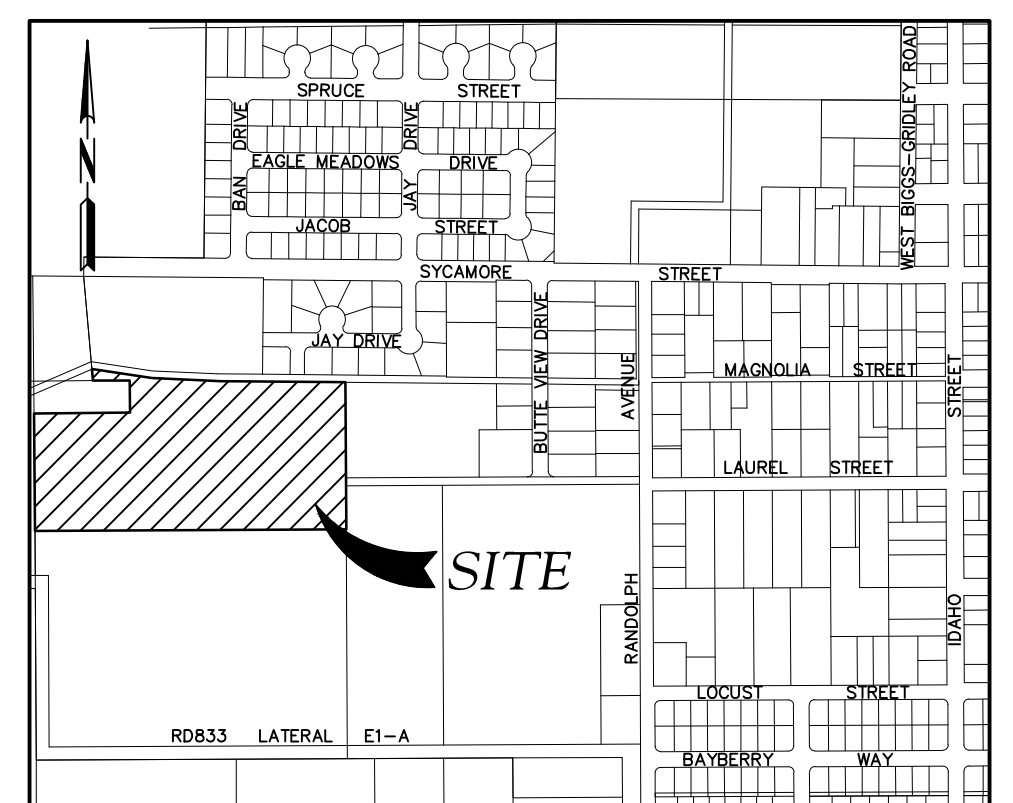 WEST BIGGS-GRIDLEY ROAD
SPRUCE STREET
BAN DRIVE
JAY DRIVE
EAGLE MEADOWS DRIVE
N
JACOB STREET
SYCAMORE STREET
JAY DRIVE
BUTTE VIEW DRIVE
RANDOLPH AVENUE
MAGNOLIA STREET
IDAHO STREET
LAUREL STREET
SITE
LOCUST STREET
RD833 LATERAL E1-A
BAYBERRY WAY